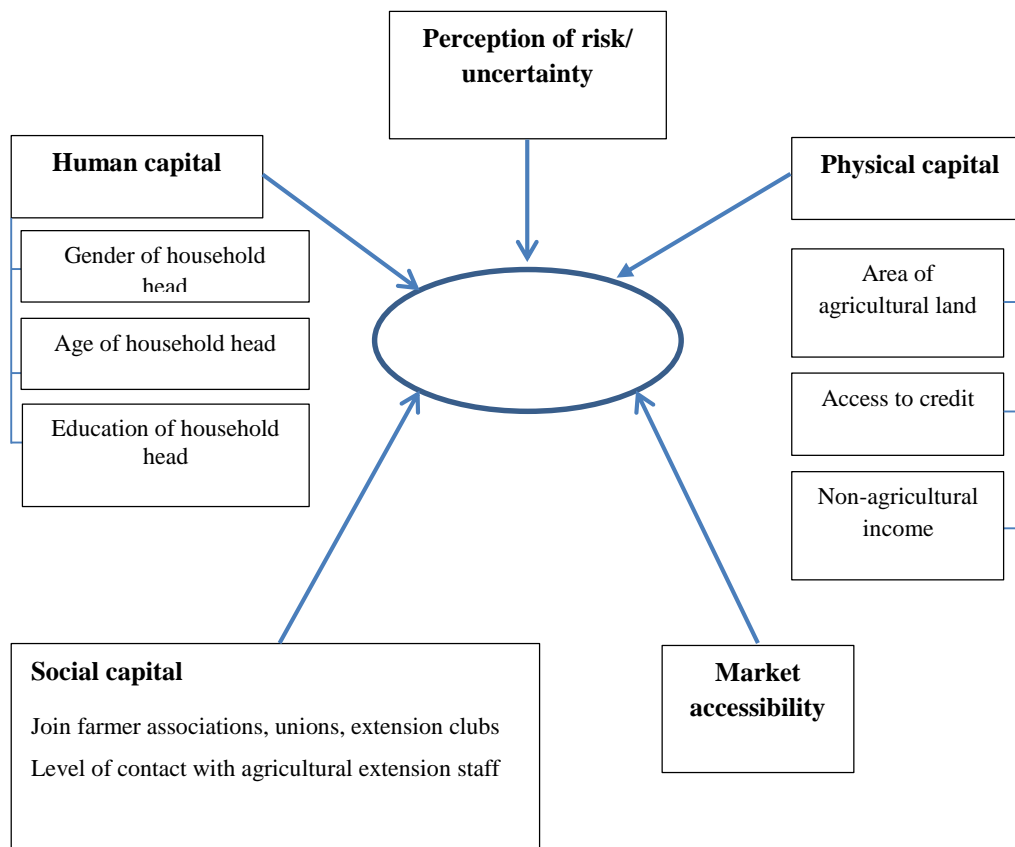 Perception of risk/
uncertainty
Human capital
Gender of household
head
Age of household head
Education of household
head
Physical capital
Area of
agricultural land
Access to credit
Non-agricultural
income
Social capital
Join farmer associations, unions, extension clubs
Level of contact with agricultural extension staff
Market
accessibility